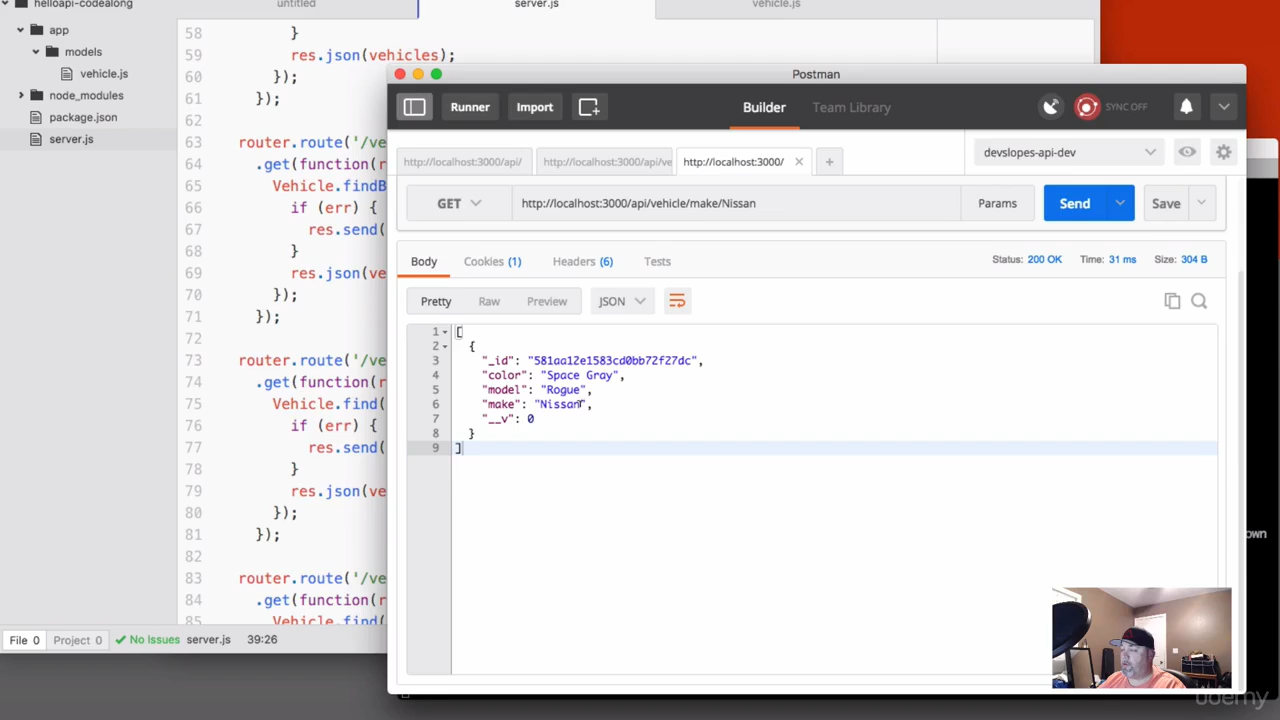 helloapi-codealong
untitled
server.js
vehicle.js
app
models
vehicle.js
node_modules
package.json
server.js
58 }
59 res.json(vehicles);
60 });
61 });
62
63 router.route('/ve
64 .get(function(r
65 Vehicle.findB
66 if (err) {
67 res.send(
68 }
69 res.json(ve
70 });
71 });
72
73 router.route('/ve
74 .get(function(r
75 Vehicle.find(
76 if (err) {
77 res.send(
78 }
79 res.json(ve
80 });
81 });
82
83 router.route('/ve
84 .get(function(r
85 Vehicle.find(
File 0 Project 0 No Issues server.js 39:26
Postman
Runner Import Builder Team Library SYNC OFF
http://localhost:3000/api/ http://localhost:3000/api/ve http://localhost:3000/ devslopes-api-dev
GET http://localhost:3000/api/vehicle/make/Nissan Params Send Save
Body Cookies (1) Headers (6) Tests Status: 200 OK Time: 31 ms Size: 304 B
Pretty Raw Preview JSON
1 [
2 {
3 "_id": "581aa12e1583cd0bb72f27dc",
4 "color": "Space Gray",
5 "model": "Rogue",
6 "make": "Nissan",
7 "__v": 0
8 }
9 ]
own
udemy